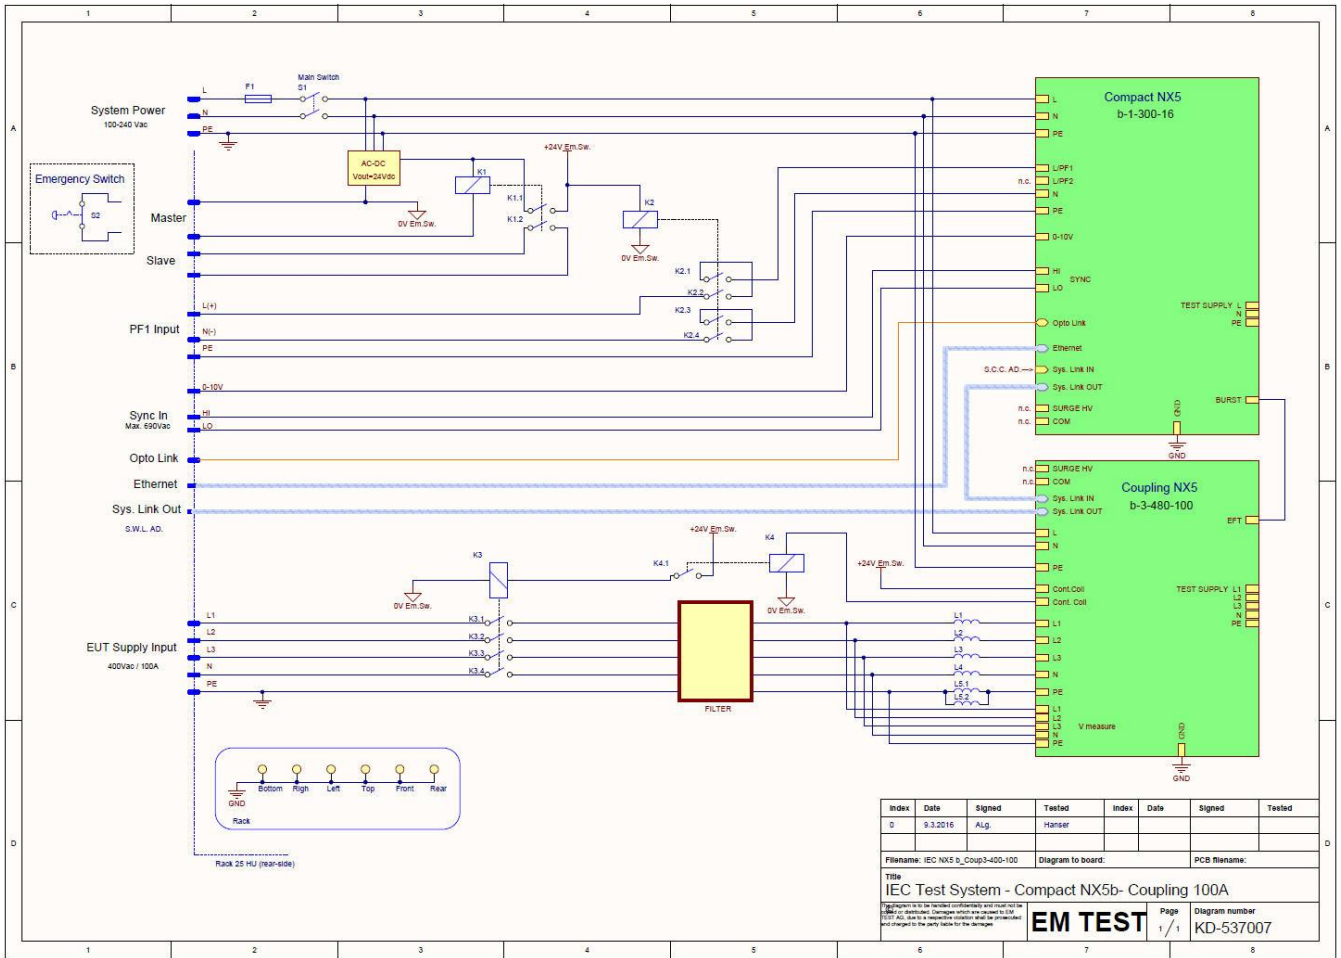 1 2 3 4 5 6 7 8
A
B
C
D
A
B
C
D
System Power
100-240 Vac
L
N
PE
F1
Main Switch
S1
Emergency Switch
S2
AC-DC
Vout=24Vdc
K1
K1.1
K1.2
+24V Em.Sw.
0V Em.Sw.
K2
0V Em.Sw.
Master
Slave
K2.1
K2.2
K2.3
K2.4
PF1 Input
L(+)
N(-)
PE
0-10V
Sync In
Max. 690Vac
HI
LO
Opto Link
Ethernet
Sys. Link Out
S.W.L. AD.
Compact NX5
b-1-300-16
L
N
PE
L/PF1
n.c. L/PF2
N
PE
0-10V
HI
SYNC
LO
Opto Link
Ethernet
S.C.C. AD.--> Sys. Link IN
Sys. Link OUT
n.c. SURGE HV
n.c. COM
TEST SUPPLY L
N
PE
BURST
GND
GND
Coupling NX5
b-3-480-100
n.c. SURGE HV
n.c. COM
Sys. Link IN
Sys. Link OUT
EFT
L
N
PE
Cont.Coil
Cont. Coil
TEST SUPPLY L1
L2
L3
N
PE
L1
L2
L3
N
PE
L1
L2
L3 V measure
N
PE
GND
GND
+24V Em.Sw.
K3
K4.1
K4
+24V Em.Sw.
0V Em.Sw.
0V Em.Sw.
EUT Supply Input
400Vac / 100A
L1
L2
L3
N
PE
K3.1
K3.2
K3.3
K3.4
FILTER
L1
L2
L3
L4
L5.1
L5.2
GND
Bottom Righ Left Top Front Rear
Rack
Rack 25 HU (rear-side)
Index Date Signed Tested Index Date Signed Tested
0 9.3.2016 ALg. Hanser
Filename: IEC NX5 b_Coup3-400-100 Diagram to board: PCB filename:
Title
IEC Test System - Compact NX5b- Coupling 100A
EM TEST
Page
1/1
Diagram number
KD-537007
1 2 3 4 5 6 7 8